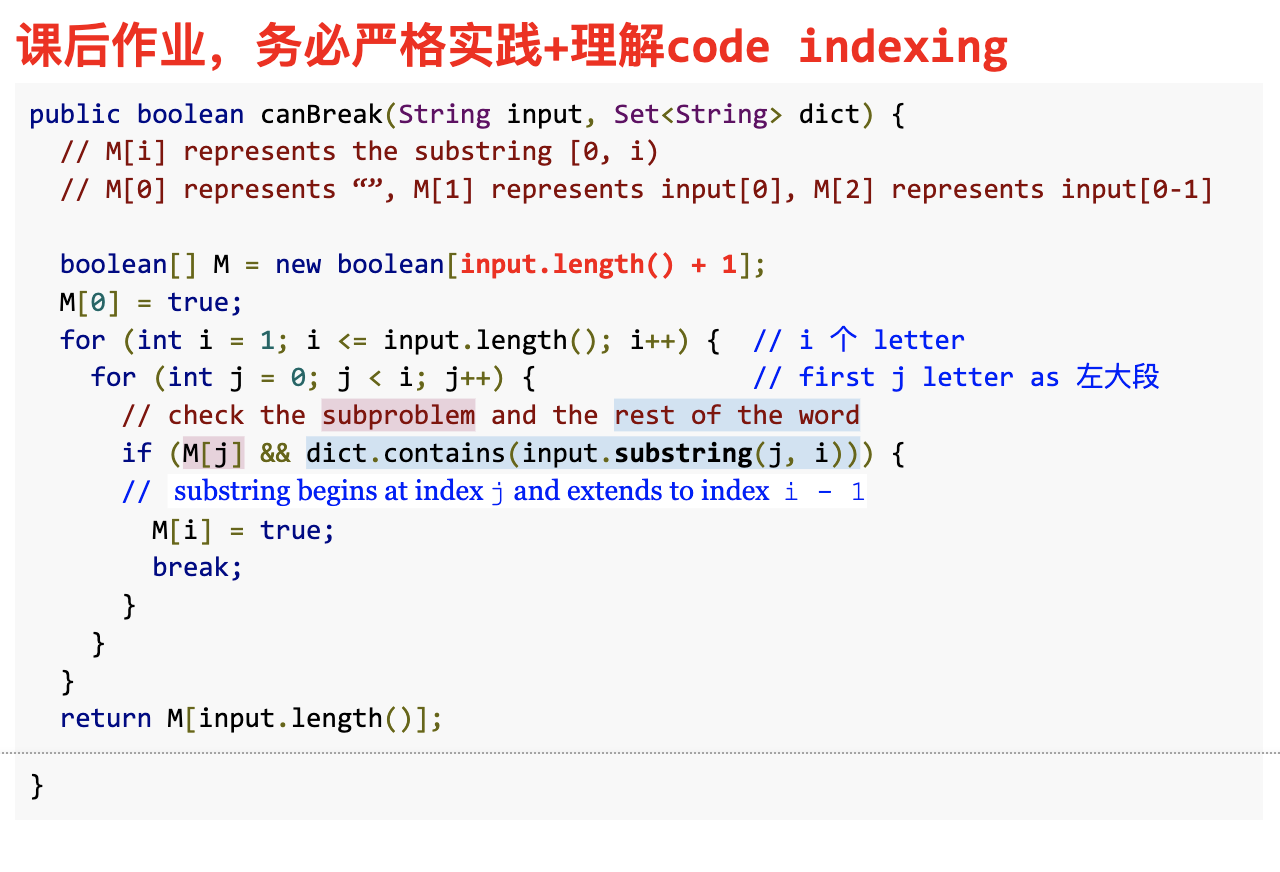 课后作业，务必严格实践+理解code indexing
public boolean canBreak(String input, Set<String> dict) {
// M[i] represents the substring [0, i)
// M[0] represents “”, M[1] represents input[0], M[2] represents input[0-1]
boolean[] M = new boolean[input.length() + 1];
M[0] = true;
for (int i = 1; i <= input.length(); i++) {  // i 个 letter
for (int j = 0; j < i; j++) {  // first j letter as 左大段
// check the subproblem and the rest of the word
if (M[j] && dict.contains(input.substring(j, i))) {
// substring begins at index j and extends to index i - 1
M[i] = true;
break;
}
}
}
return M[input.length()];
}